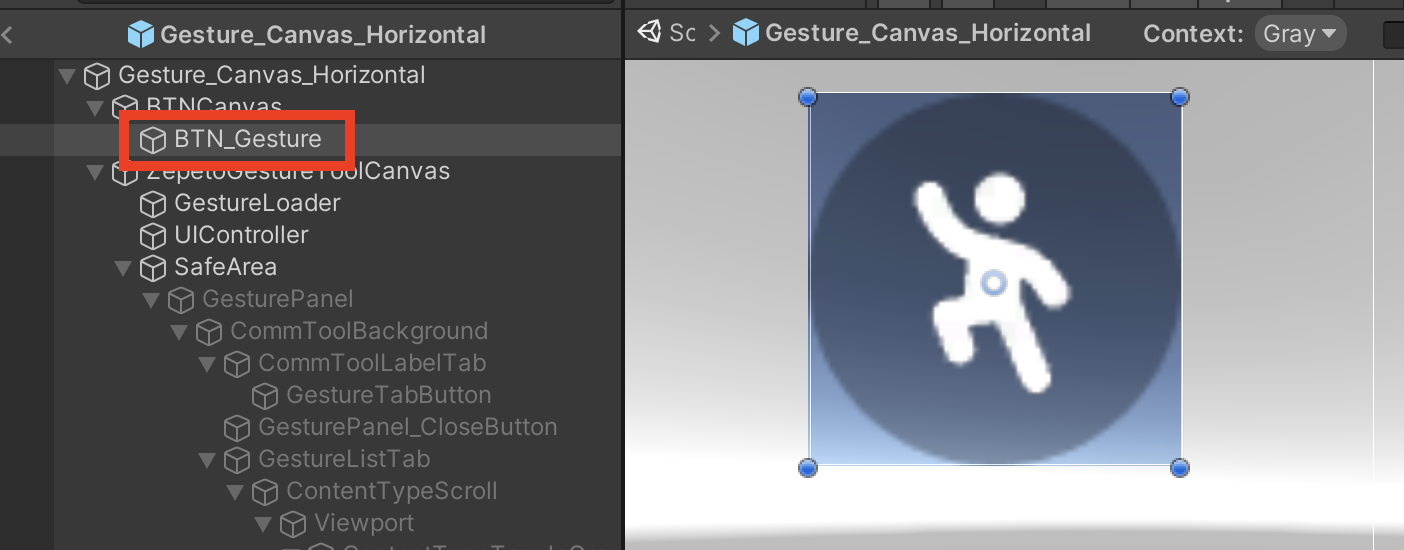 Gesture_Canvas_Horizontal
Gesture_Canvas_Horizontal
BTNCanvas
BTN_Gesture
ZepetoGestureToolCanvas
GestureLoader
UIController
SafeArea
GesturePanel
CommToolBackground
CommToolLabelTab
GestureTabButton
GesturePanel_CloseButton
GestureListTab
ContentTypeScroll
Viewport
Sc > Gesture_Canvas_Horizontal Context: Gray